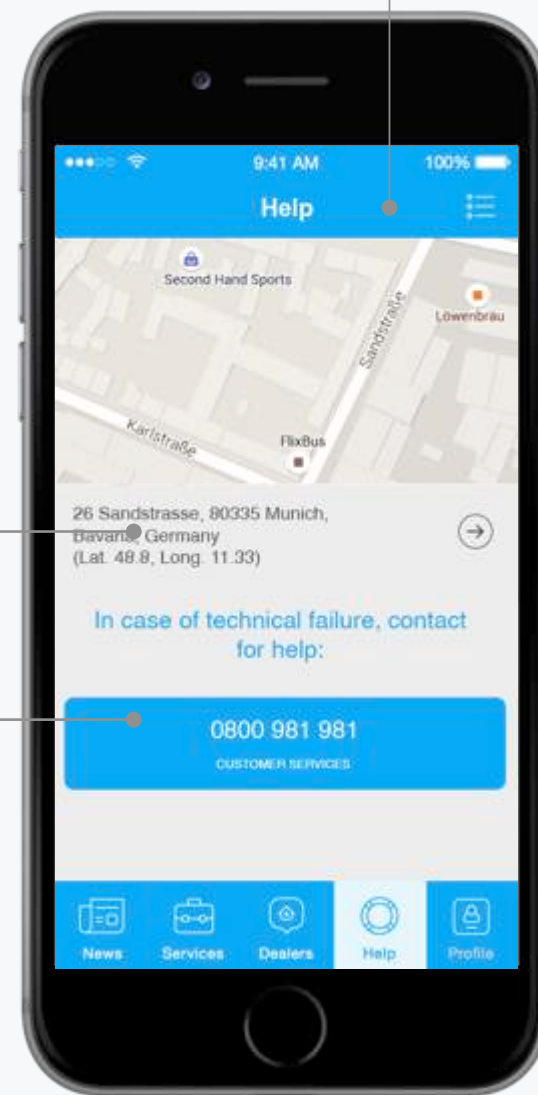 9:41 AM
100%
Help
Second Hand Sports
Sandstraße
Löwenbräu
Karlstraße
FlixBus
26 Sandstrasse, 80335 Munich,
Bavaria, Germany
(Lat. 48.8, Long. 11.33)
In case of technical failure, contact
for help:
0800 981 981
CUSTOMER SERVICES
News Services Dealers Help Profile